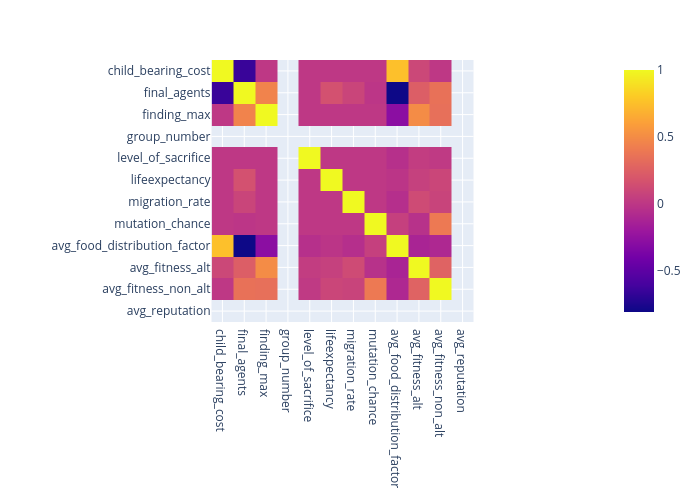 child_bearing_cost
final_agents
finding_max
group_number
level_of_sacrifice
lifeexpectancy
migration_rate
mutation_chance
avg_food_distribution_factor
avg_fitness_alt
avg_fitness_non_alt
avg_reputation
child_bearing_cost
final_agents
finding_max
group_number
level_of_sacrifice
lifeexpectancy
migration_rate
mutation_chance
avg_food_distribution_factor
avg_fitness_alt
avg_fitness_non_alt
avg_reputation
1
0.5
0
−0.5